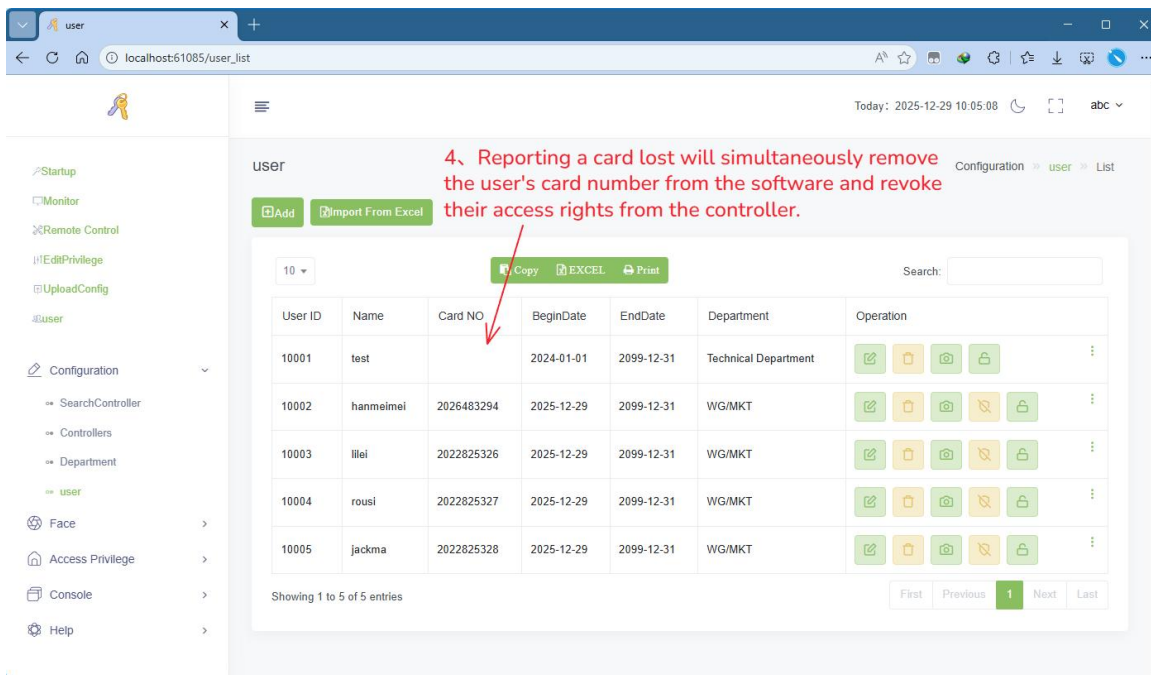 user
localhost:61085/user_list
Today: 2025-12-29 10:05:08
abc
Startup
Monitor
Remote Control
EditPrivilege
UploadConfig
user
Configuration
SearchController
Controllers
Department
user
Face
Access Privilege
Console
Help
user
Configuration » user » List
4、Reporting a card lost will simultaneously remove
the user's card number from the software and revoke
their access rights from the controller.
Add Import From Excel
10 Copy EXCEL Print Search:
User ID Name Card NO BeginDate EndDate Department Operation
10001 test 2024-01-01 2099-12-31 Technical Department
10002 hanmeimei 2026483294 2025-12-29 2099-12-31 WG/MKT
10003 lilei 2022825326 2025-12-29 2099-12-31 WG/MKT
10004 rousi 2022825327 2025-12-29 2099-12-31 WG/MKT
10005 jackma 2022825328 2025-12-29 2099-12-31 WG/MKT
Showing 1 to 5 of 5 entries
First Previous 1 Next Last